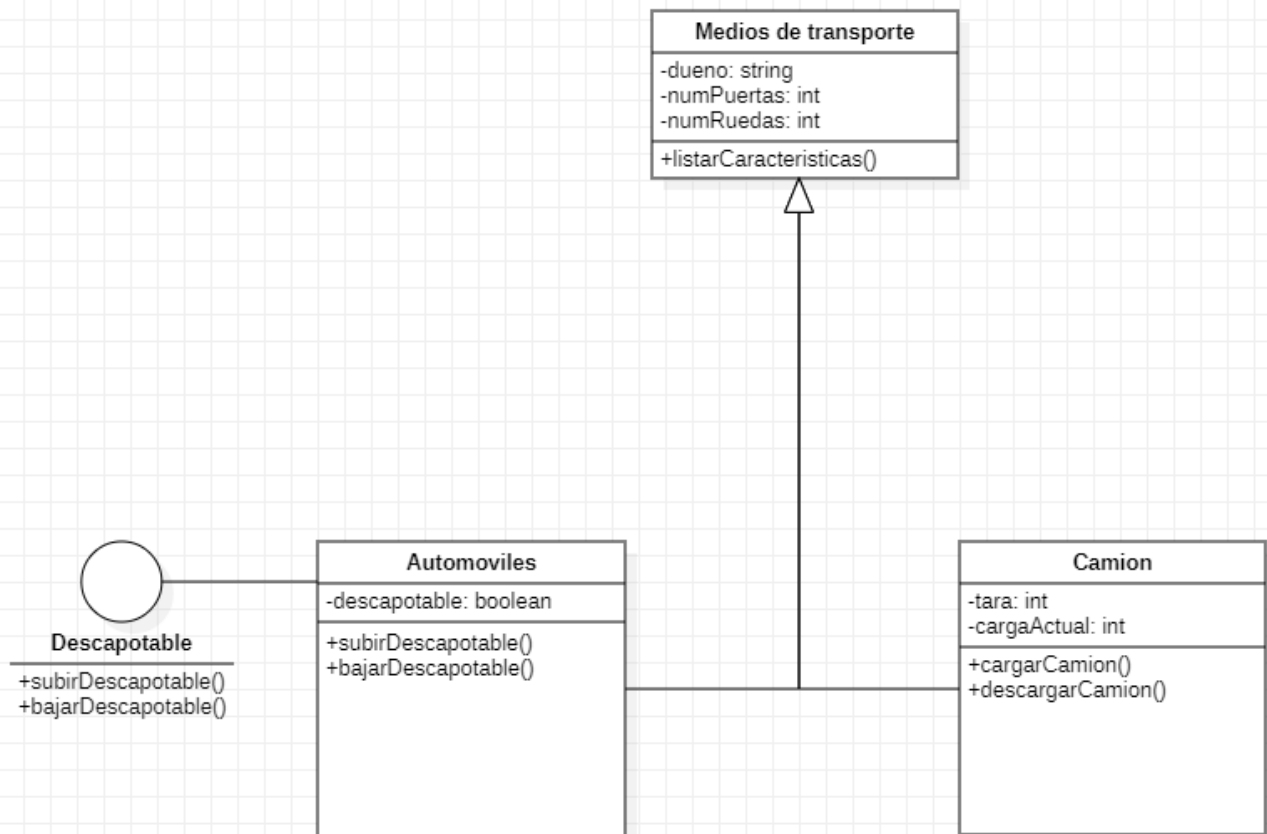 Medios de transporte
-dueno: string
-numPuertas: int
-numRuedas: int
+listarCaracteristicas()
Descapotable
+subirDescapotable()
+bajarDescapotable()
Automoviles
-descapotable: boolean
+subirDescapotable()
+bajarDescapotable()
Camion
-tara: int
-cargaActual: int
+cargarCamion()
+descargarCamion()